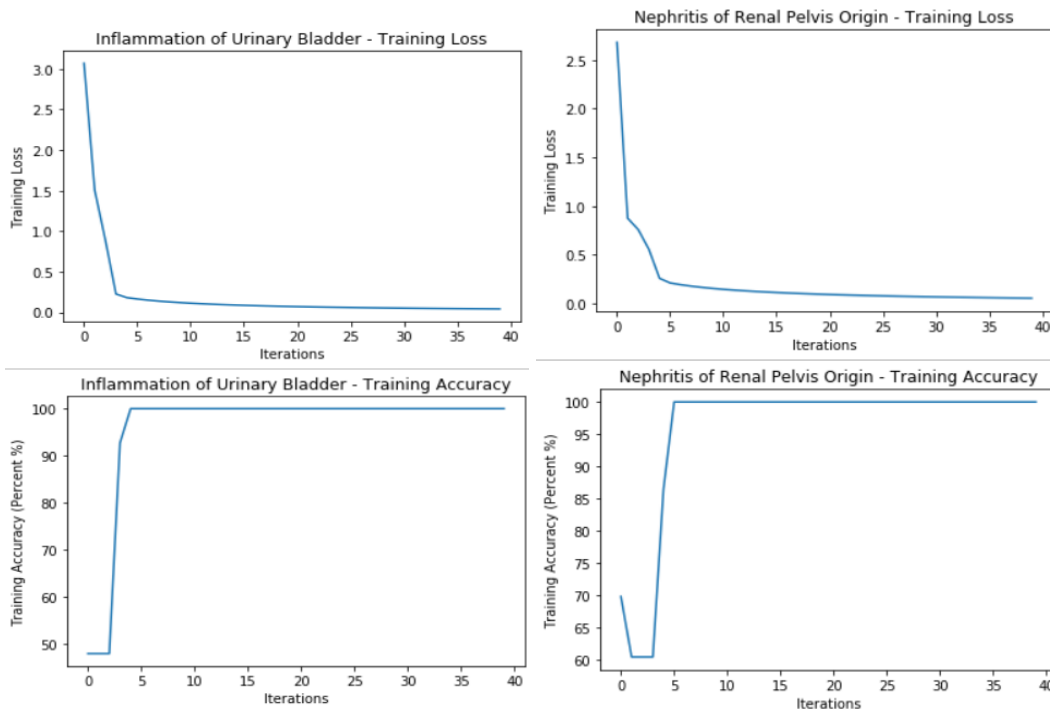 Inflammation of Urinary Bladder - Training Loss
Training Loss
3.0
2.5
2.0
1.5
1.0
0.5
0.0
0 5 10 15 20 25 30 35 40
Iterations
Nephritis of Renal Pelvis Origin - Training Loss
Training Loss
2.5
2.0
1.5
1.0
0.5
0.0
0 5 10 15 20 25 30 35 40
Iterations
Inflammation of Urinary Bladder - Training Accuracy
Training Accuracy (Percent %)
100
90
80
70
60
50
0 5 10 15 20 25 30 35 40
Iterations
Nephritis of Renal Pelvis Origin - Training Accuracy
Training Accuracy (Percent %)
100
95
90
85
80
75
70
65
60
0 5 10 15 20 25 30 35 40
Iterations